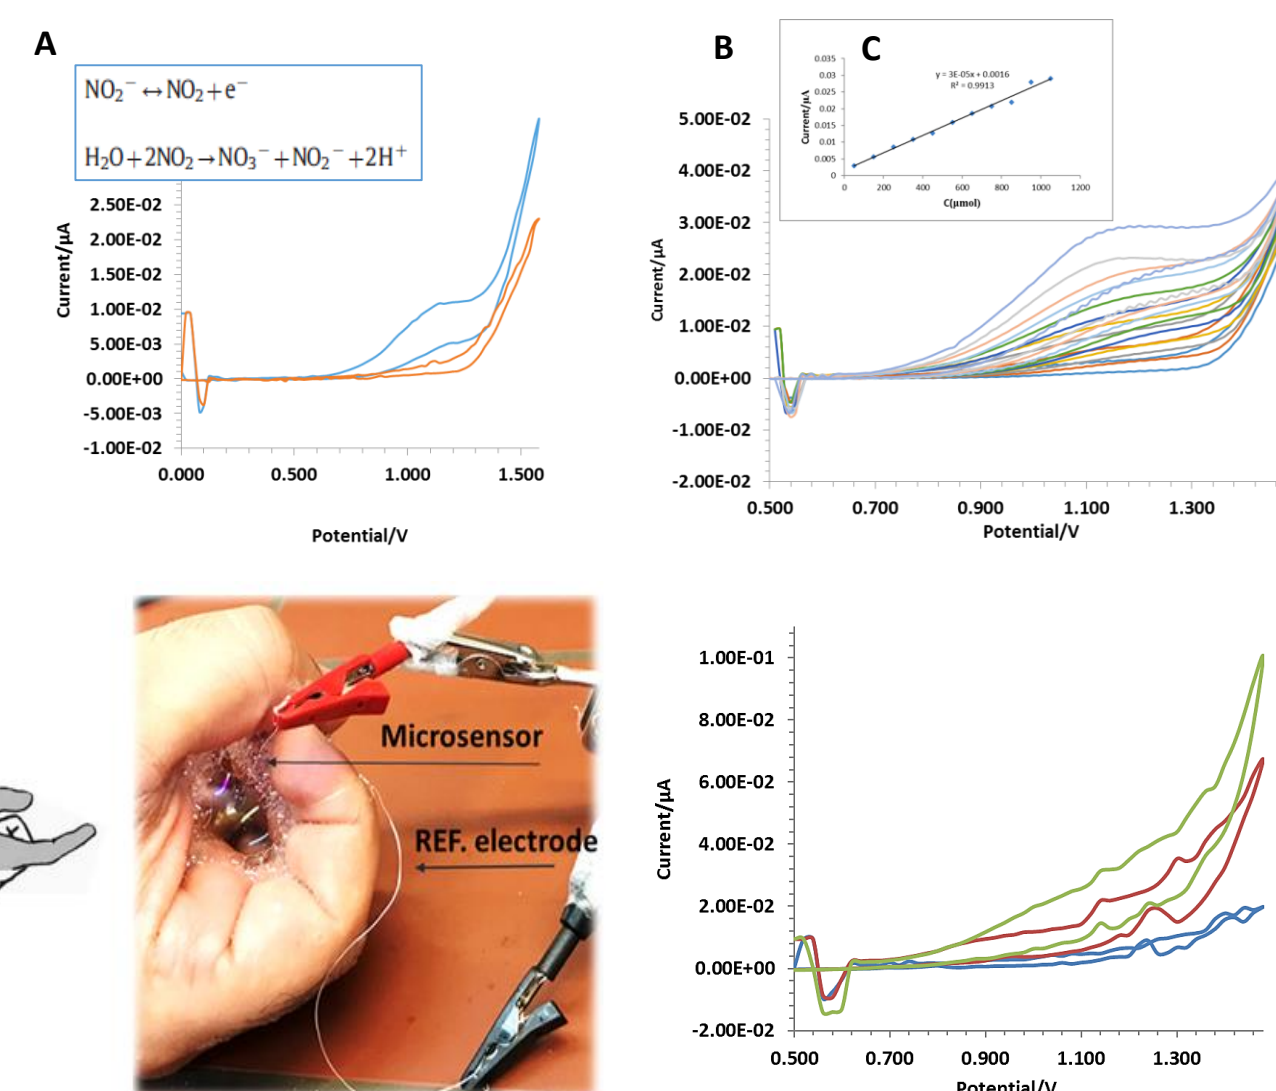 A
NO₂⁻ ↔ NO₂ + e⁻
H₂O + 2NO₂ → NO₃⁻ + NO₂⁻ + 2H⁺
2.50E-02
2.00E-02
1.50E-02
1.00E-02
5.00E-03
0.00E+00
-5.00E-03
-1.00E-02
Current/µA
0.000 0.500 1.000 1.500
Potential/V
B
C
0.035
0.03
0.025
0.02
0.015
0.01
0.005
0
Current/µA
y = 3E-05x + 0.0016
R² = 0.9913
0 200 400 600 800 1000 1200
C(µmol)
5.00E-02
4.00E-02
3.00E-02
2.00E-02
1.00E-02
0.00E+00
-1.00E-02
-2.00E-02
Current/µA
0.500 0.700 0.900 1.100 1.300
Potential/V
Microsensor
REF. electrode
1.00E-01
8.00E-02
6.00E-02
4.00E-02
2.00E-02
0.00E+00
-2.00E-02
Current/µA
0.500 0.700 0.900 1.100 1.300
Potential/V